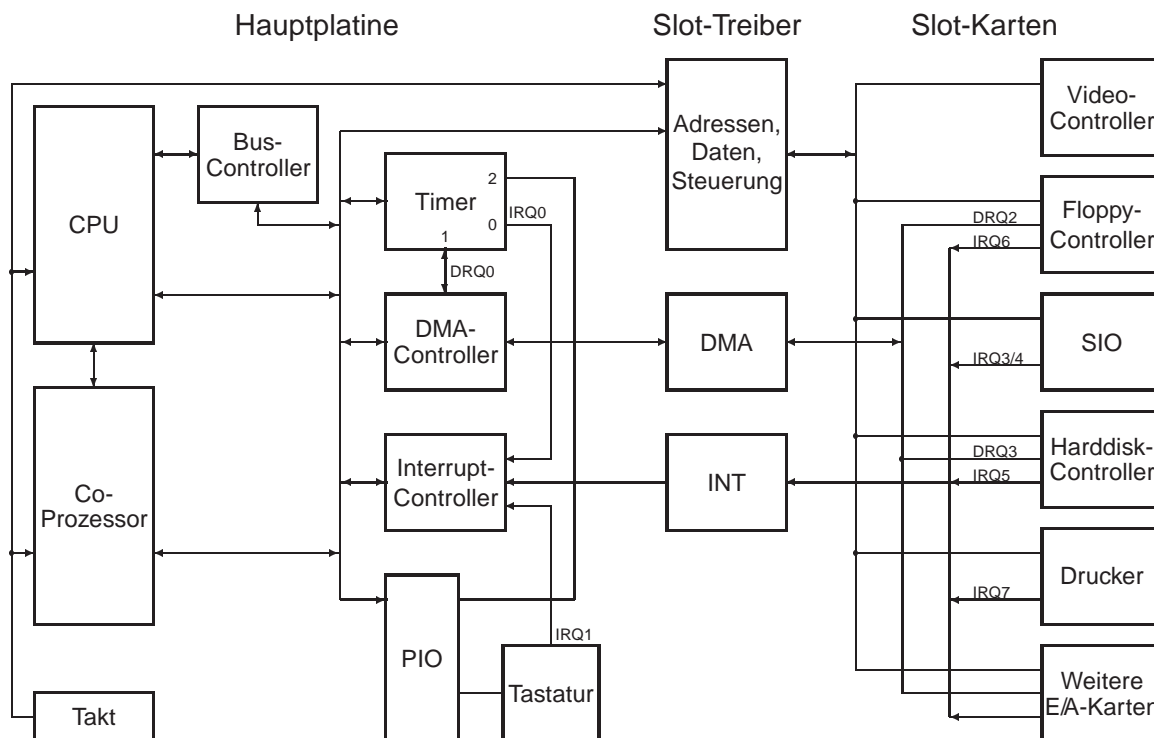 Hauptplatine
Slot-Treiber
Slot-Karten
CPU
Bus-
Controller
Co-
Prozessor
Takt
Timer
2
0
1
IRQ0
DRQ0
DMA-
Controller
Interrupt-
Controller
PIO
IRQ1
Tastatur
Adressen,
Daten,
Steuerung
DMA
INT
Video-
Controller
DRQ2
IRQ6
Floppy-
Controller
IRQ3/4
SIO
DRQ3
IRQ5
Harddisk-
Controller
IRQ7
Drucker
Weitere
E/A-Karten